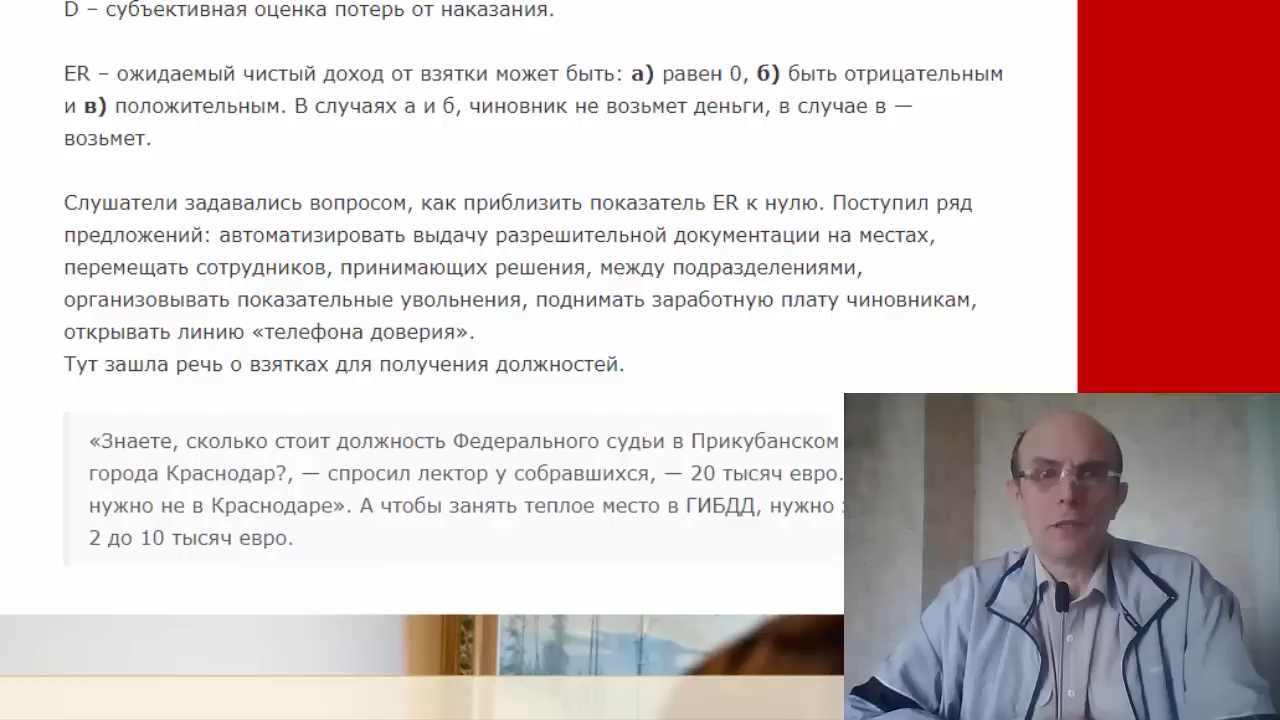 D – субъективная оценка потерь от наказания.
ER – ожидаемый чистый доход от взятки может быть: а) равен 0, б) быть отрицательным
и в) положительным. В случаях а и б, чиновник не возьмет деньги, в случае в —
возьмет.
Слушатели задавались вопросом, как приблизить показатель ER к нулю. Поступил ряд
предложений: автоматизировать выдачу разрешительной документации на местах,
перемещать сотрудников, принимающих решения, между подразделениями,
организовывать показательные увольнения, поднимать заработную плату чиновникам,
открывать линию «телефона доверия».
Тут зашла речь о взятках для получения должностей.
«Знаете, сколько стоит должность Федерального судьи в Прикубанском
города Краснодар?, — спросил лектор у собравшихся, — 20 тысяч евро.
нужно не в Краснодаре». А чтобы занять теплое место в ГИБДД, нужно
2 до 10 тысяч евро.